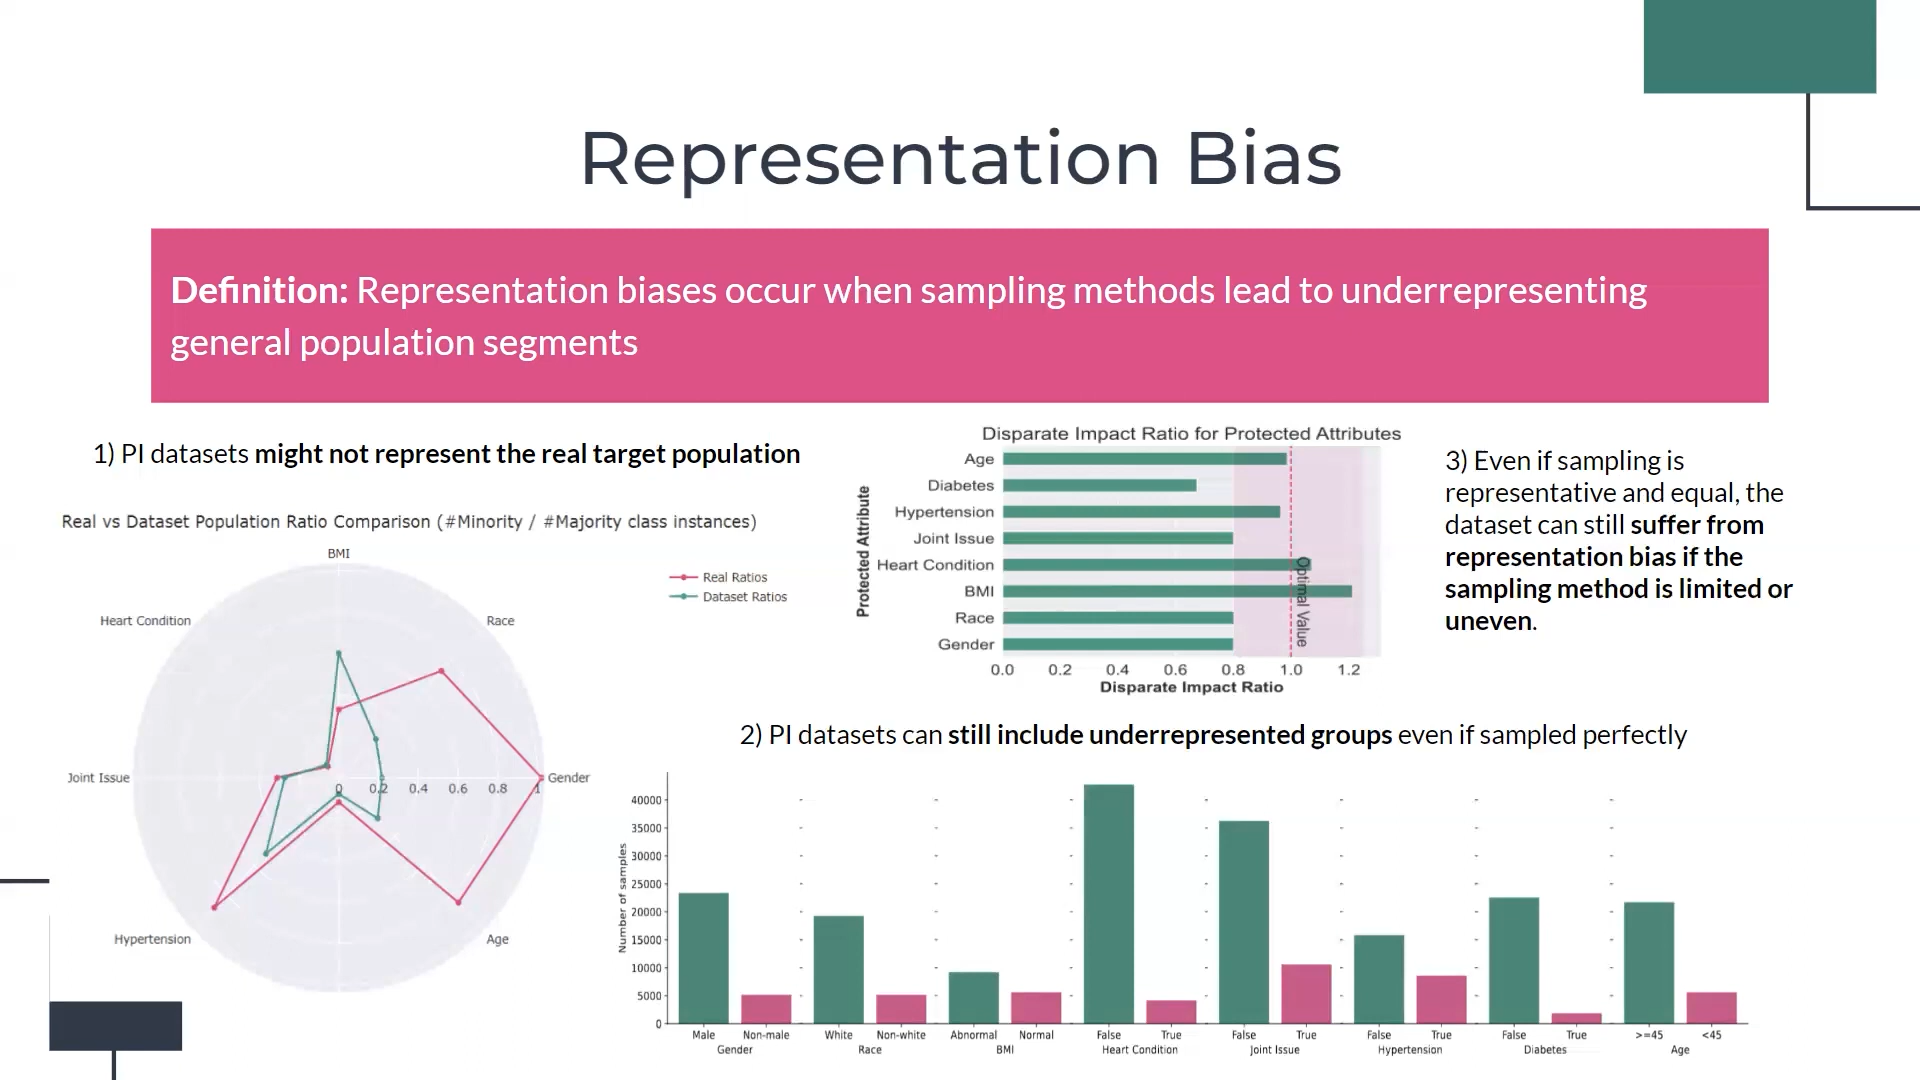 Representation Bias
Definition: Representation biases occur when sampling methods lead to underrepresenting
general population segments
1) PI datasets might not represent the real target population
Real vs Dataset Population Ratio Comparison (#Minority / #Majority class instances)
BMI
Real Ratios
Dataset Ratios
Heart Condition
Race
Joint Issue
0 0.2 0.4 0.6 0.8 1
Gender
Hypertension
Age
Disparate Impact Ratio for Protected Attributes
Protected Attribute
Age
Diabetes
Hypertension
Joint Issue
Heart Condition
BMI
Race
Gender
Optimal Value
0.0 0.2 0.4 0.6 0.8 1.0 1.2
Disparate Impact Ratio
3) Even if sampling is
representative and equal, the
dataset can still suffer from
representation bias if the
sampling method is limited or
uneven.
2) PI datasets can still include underrepresented groups even if sampled perfectly
Number of samples
40000
35000
30000
25000
20000
15000
10000
5000
0
Male Non-male White Non-white Abnormal Normal False True False True False True False True >=45 <45
Gender Race BMI Heart Condition Joint Issue Hypertension Diabetes Age